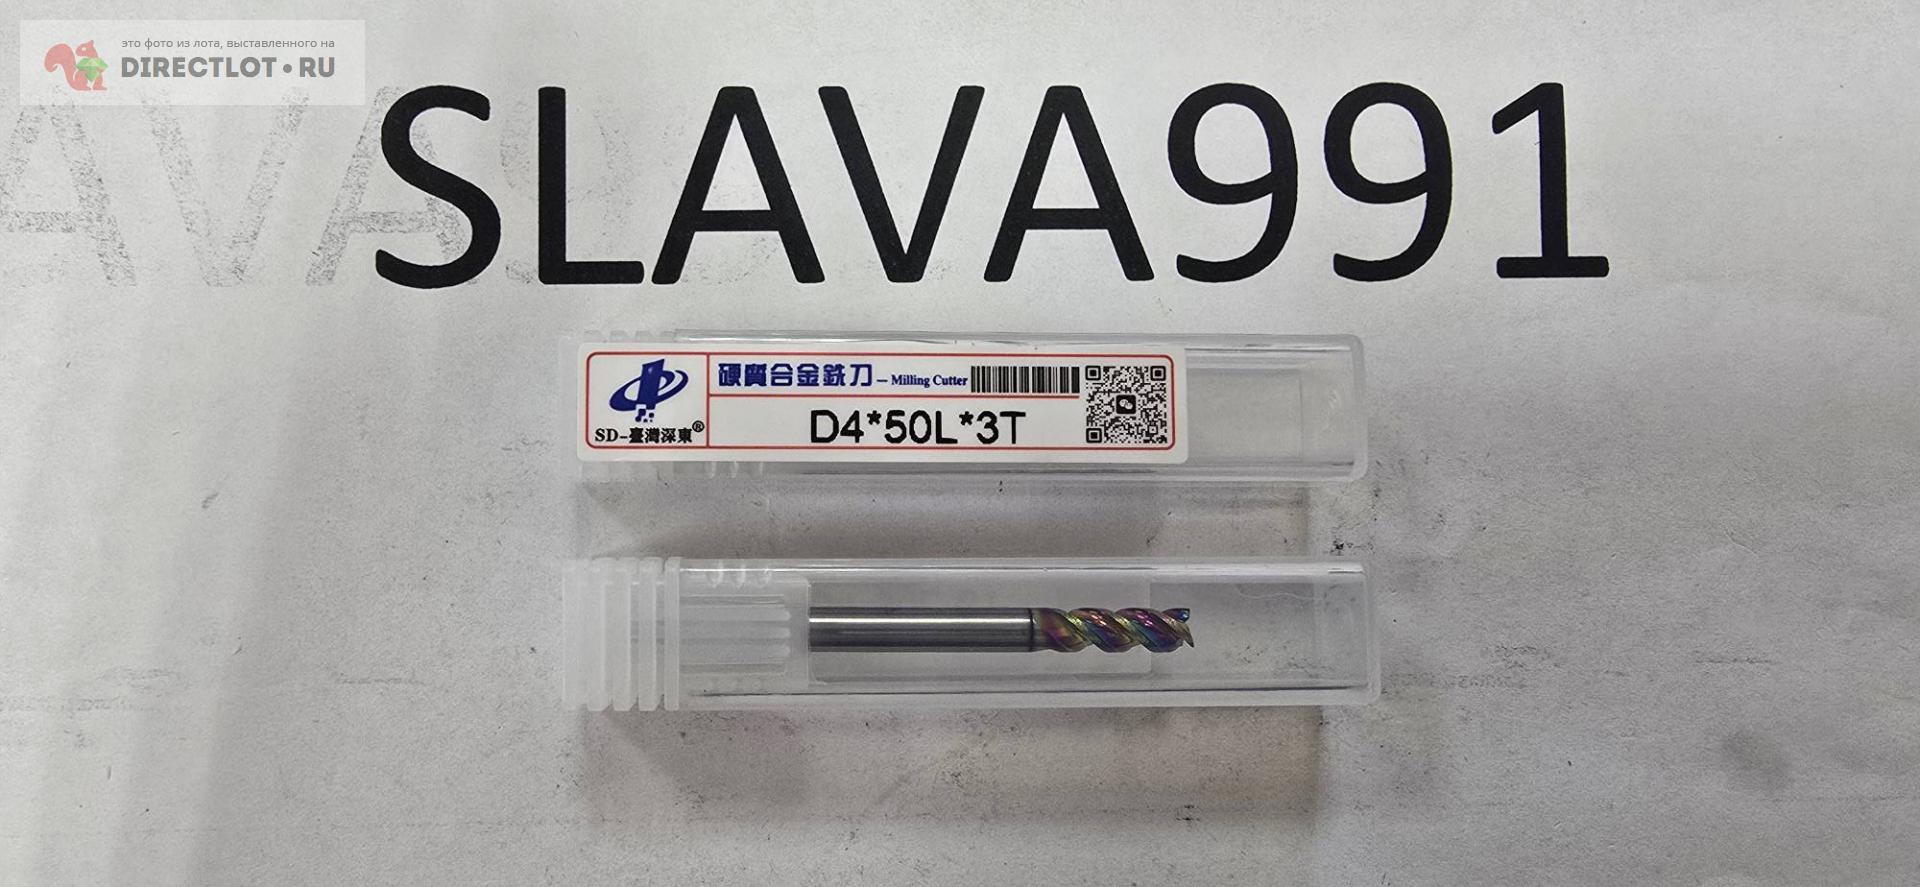 это фото из лота, выставленного на
DIRECTLOT•RU
SLAVA991
硬質合金銑刀 – Milling Cutter
D4*50L*3T
SD-臺灣深東®